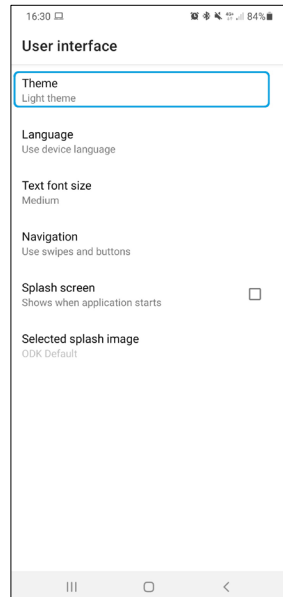 16:30 84%
User interface
Theme
Light theme
Language
Use device language
Text font size
Medium
Navigation
Use swipes and buttons
Splash screen
Shows when application starts
Selected splash image
ODK Default